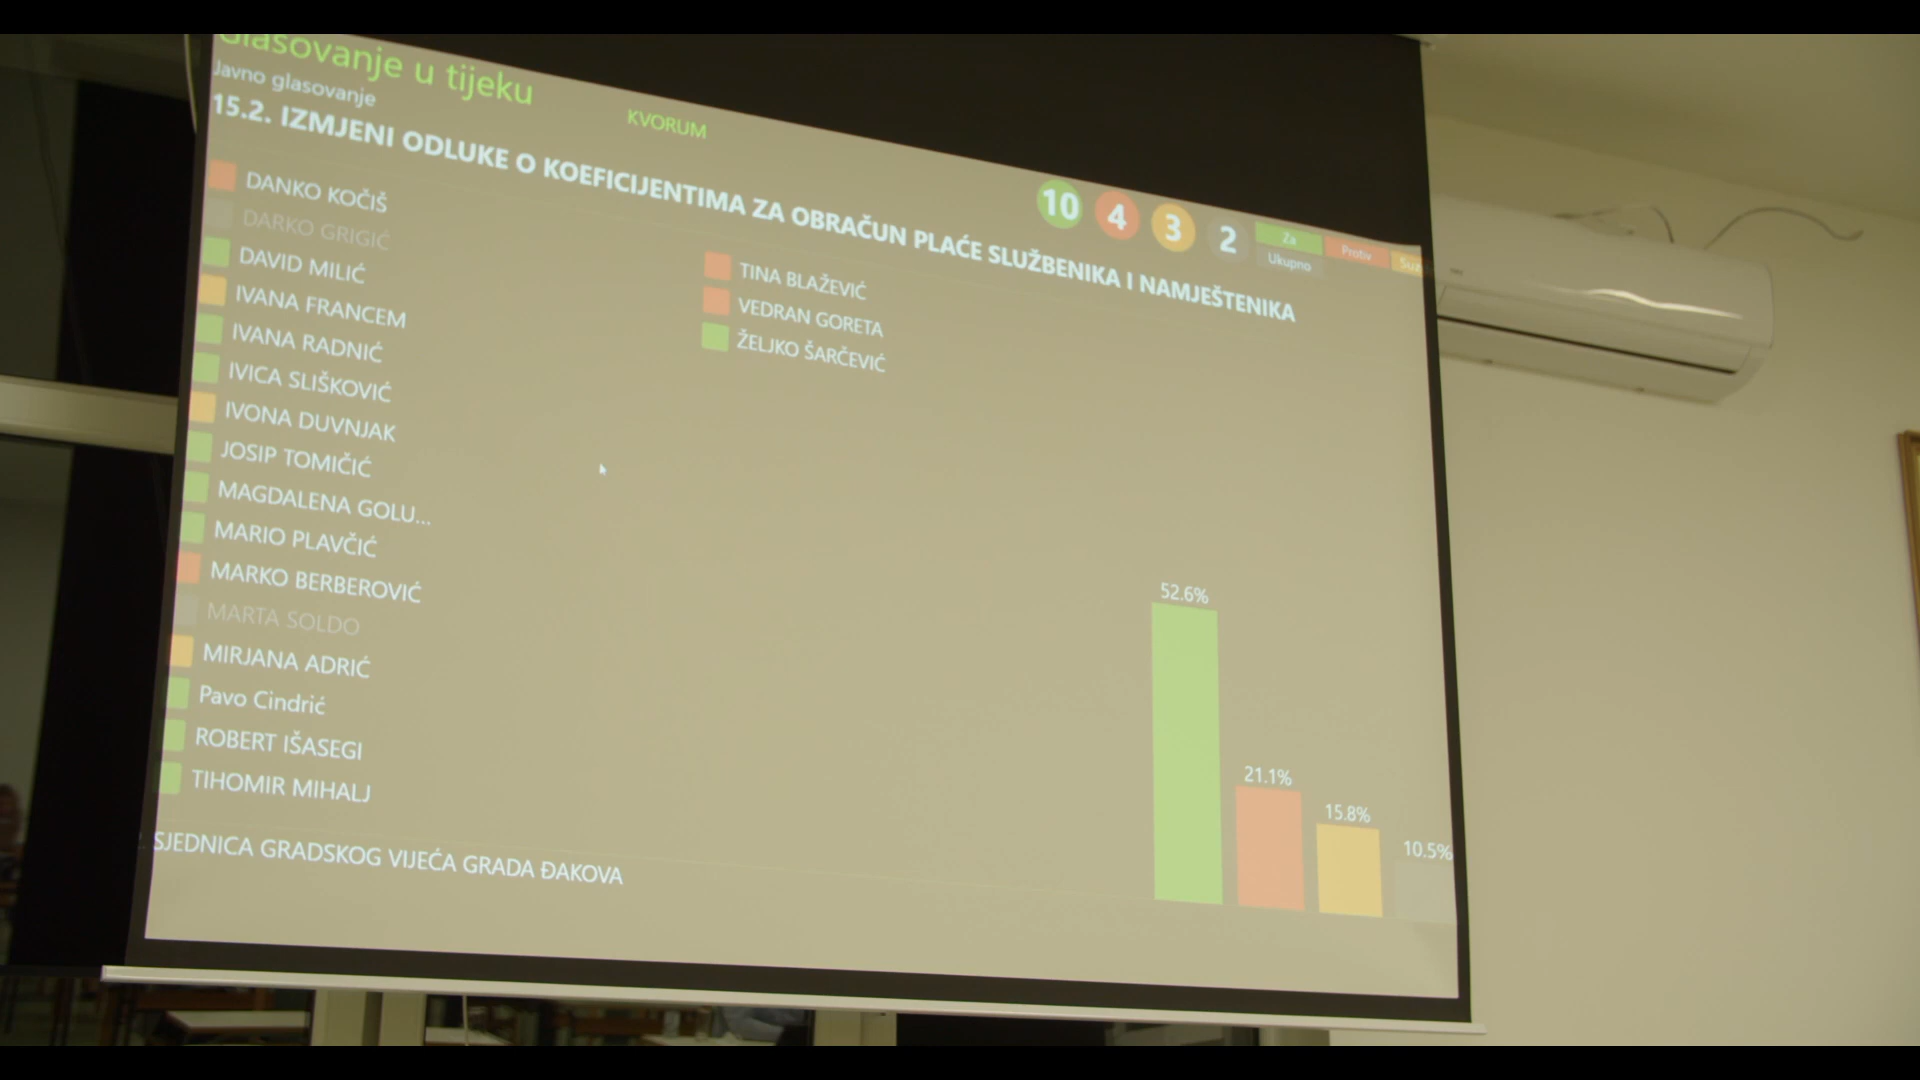 Glasovanje u tijeku
Javno glasovanje
KVORUM
15.2. IZMJENI ODLUKE O KOEFICIJENTIMA ZA OBRAČUN PLAĆE SLUŽBENIKA I NAMJEŠTENIKA
10 4 3 2
Za Protiv
Ukupno
DANKO KOČIŠ
DARKO GRIGIĆ
DAVID MILIĆ
IVANA FRANCEM
IVANA RADNIĆ
IVICA SLIŠKOVIĆ
IVONA DUVNJAK
JOSIP TOMIČIĆ
MAGDALENA GOLU...
MARIO PLAVČIĆ
MARKO BERBEROVIĆ
MARTA SOLDO
MIRJANA ADRIĆ
Pavo Cindrić
ROBERT IŠASEGI
TIHOMIR MIHALJ
TINA BLAŽEVIĆ
VEDRAN GORETA
ŽELJKO ŠARČEVIĆ
52.6%
21.1%
15.8%
10.5%
SJEDNICA GRADSKOG VIJEĆA GRADA ĐAKOVA